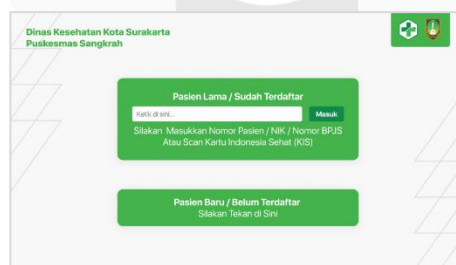 Dinas Kesehatan Kota Surakarta
Puskesmas Sangkrah
Pasien Lama / Sudah Terdaftar
Ketik di sini...
Masuk
Silakan Masukkan Nomor Pasien / NIK / Nomor BPJS
Atau Scan Kartu Indonesia Sehat (KIS)
Pasien Baru / Belum Terdaftar
Silakan Tekan di Sini